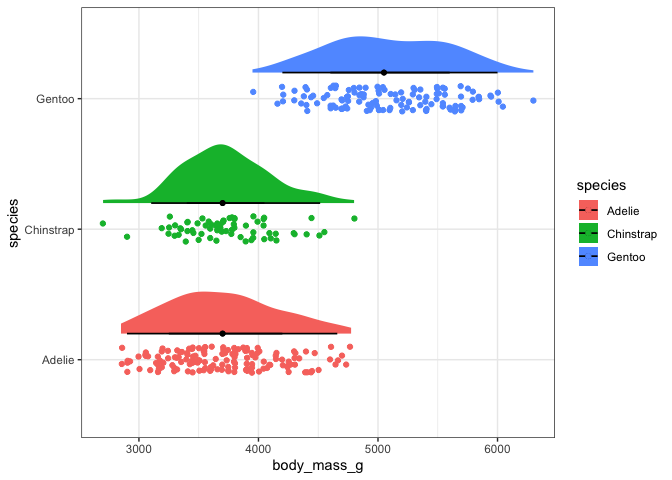 Gentoo
Chinstrap
Adelie
species
3000
4000
5000
6000
body_mass_g
species
Adelie
Chinstrap
Gentoo